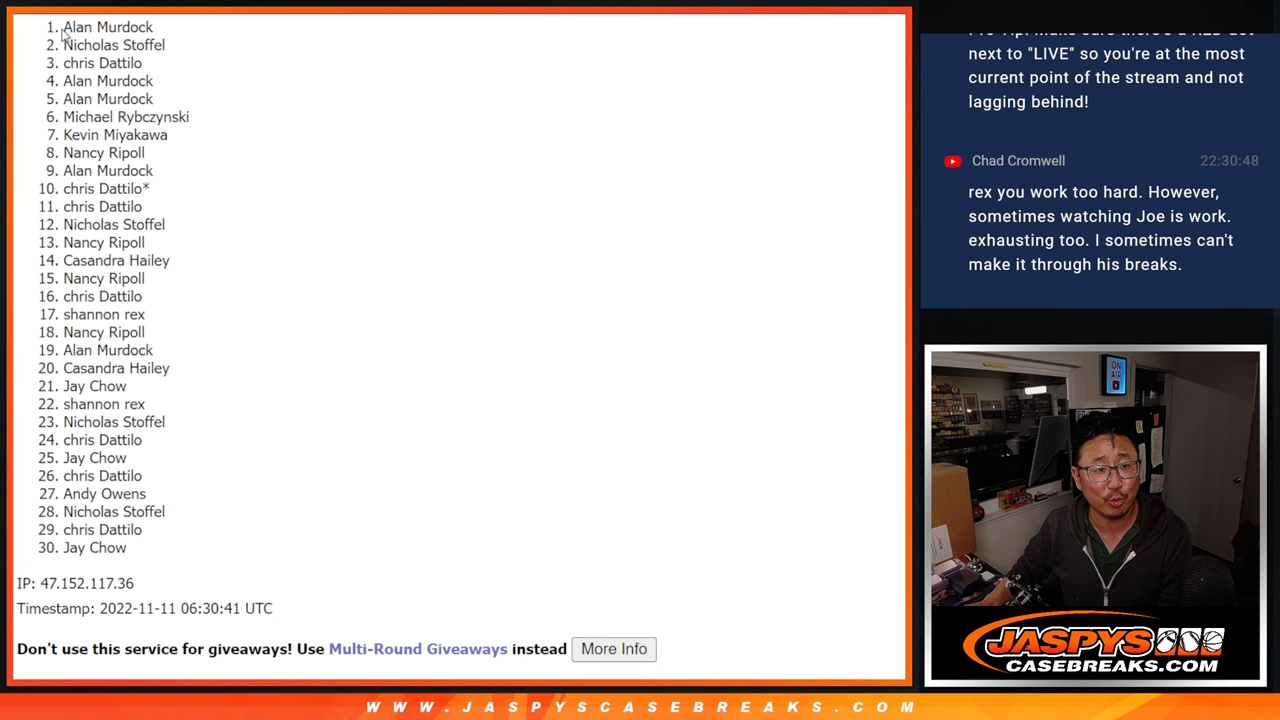 1. Alan Murdock
2. Nicholas Stoffel
3. chris Dattilo
4. Alan Murdock
5. Alan Murdock
6. Michael Rybczynski
7. Kevin Miyakawa
8. Nancy Ripoll
9. Alan Murdock
10. chris Dattilo*
11. chris Dattilo
12. Nicholas Stoffel
13. Nancy Ripoll
14. Casandra Hailey
15. Nancy Ripoll
16. chris Dattilo
17. shannon rex
18. Nancy Ripoll
19. Alan Murdock
20. Casandra Hailey
21. Jay Chow
22. shannon rex
23. Nicholas Stoffel
24. chris Dattilo
25. Jay Chow
26. chris Dattilo
27. Andy Owens
28. Nicholas Stoffel
29. chris Dattilo
30. Jay Chow
IP: 47.152.117.36
Timestamp: 2022-11-11 06:30:41 UTC
Don't use this service for giveaways! Use Multi-Round Giveaways instead More Info
next to "LIVE" so you're at the most
current point of the stream and not
lagging behind!
Chad Cromwell 22:30:48
rex you work too hard. However,
sometimes watching Joe is work.
exhausting too. I sometimes can't
make it through his breaks.
ON
AIR
JASPYS
CASEBREAKS.COM
WWW.JASPYSCASEBREAKS.COM